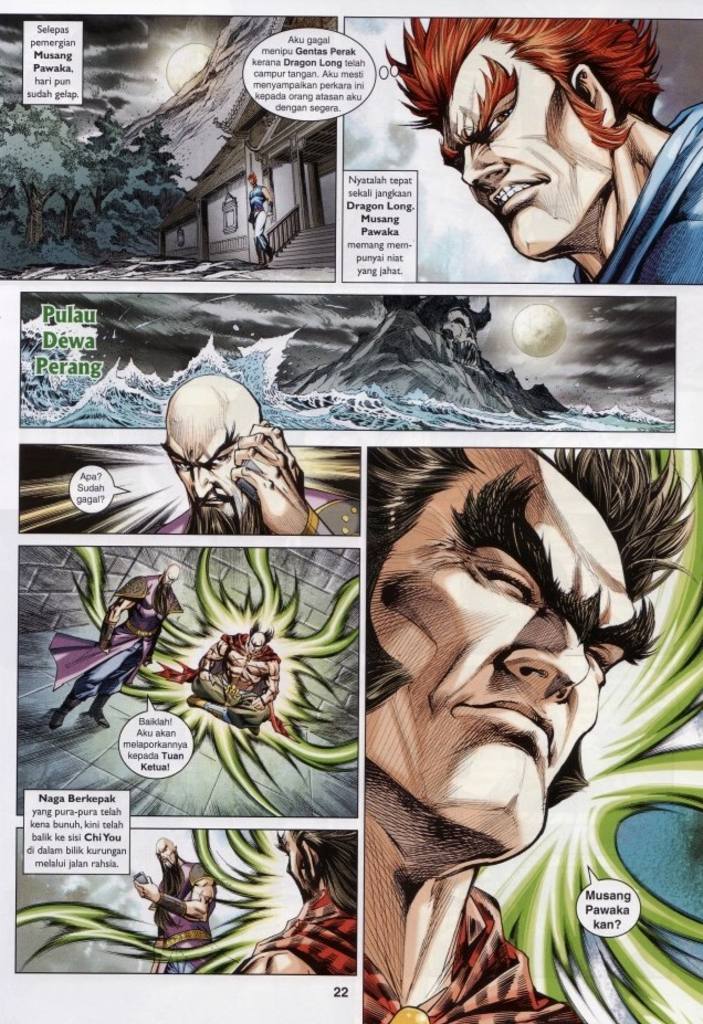 Selepas
pemergian
Musang
Pawaka,
hari pun
sudah gelap.
Aku gagal
menipu Gentas Perak
kerana Dragon Long telah
campur tangan. Aku mesti
menyampaikan perkara ini
kepada orang atasan aku
dengan segera.
Nyatalah tepat
sekali jangkaan
Dragon Long.
Musang
Pawaka
memang mem-
punyai niat
yang jahat.
Pulau
Dewa
Perang
Apa?
Sudah
gagal?
Baiklah!
Aku akan
melaporkannya
kepada Tuan
Ketua!
Naga Berkepak
yang pura-pura telah
kena bunuh, kini telah
balik ke sisi Chi You
di dalam bilik kurungan
melalui jalan rahsia.
Musang
Pawaka
kan?
22